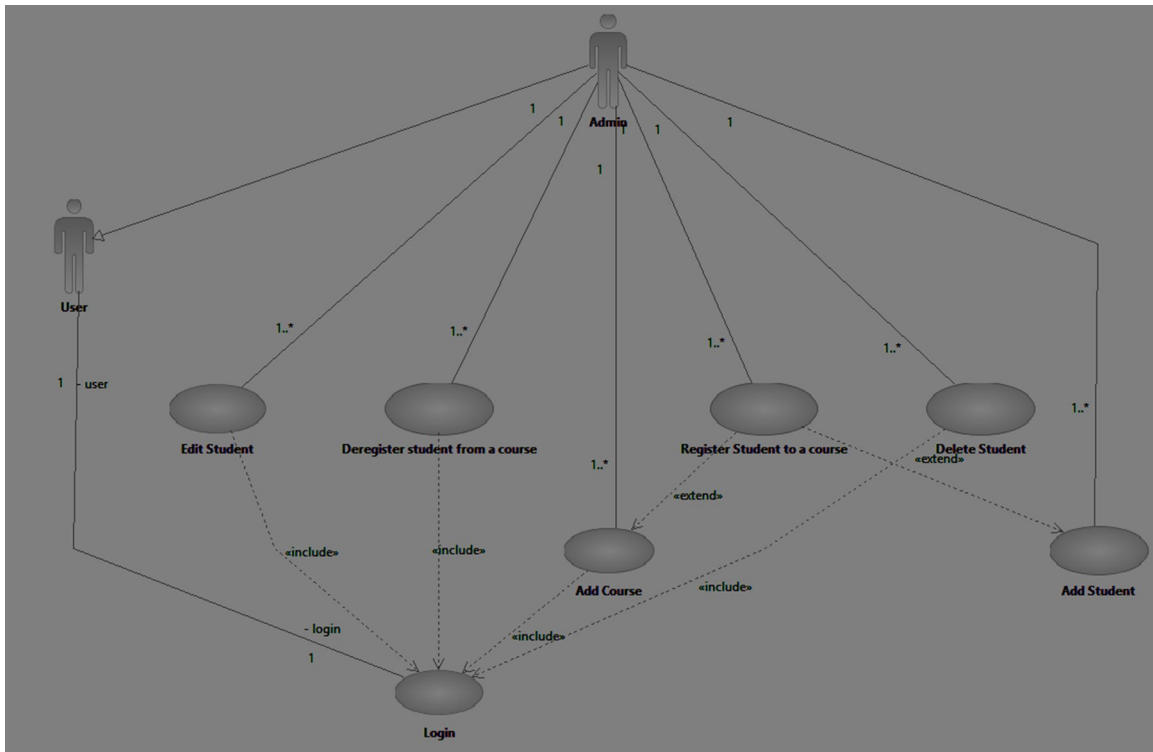 Admin
1
1
1
1
1
1
User
1..*
1..*
1..*
1..*
1
- user
1..*
Edit Student
Deregister student from a course
Register Student to a course
Delete Student
«extend»
1..*
«extend»
«include»
«include»
Add Course
«include»
Add Student
- login
«include»
1
Login